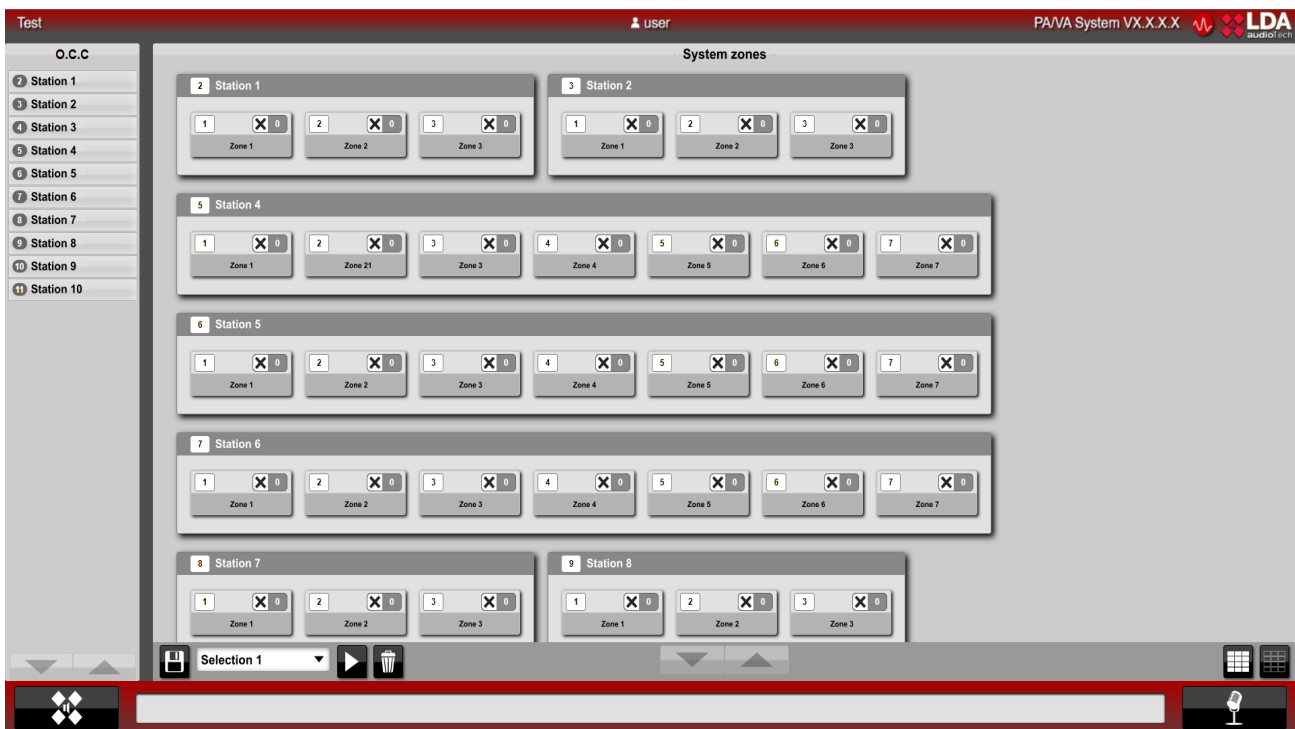 Test user PA/VA System VX.X.X.X LDA audioTech
O.C.C
2 Station 1
3 Station 2
4 Station 3
5 Station 4
6 Station 5
7 Station 6
8 Station 7
9 Station 8
10 Station 9
11 Station 10
System zones
2 Station 1
1 0 2 0 3 0
Zone 1 Zone 2 Zone 3
3 Station 2
1 0 2 0 3 0
Zone 1 Zone 2 Zone 3
5 Station 4
1 0 2 0 3 0 4 0 5 0 6 0 7 0
Zone 1 Zone 21 Zone 3 Zone 4 Zone 5 Zone 6 Zone 7
6 Station 5
1 0 2 0 3 0 4 0 5 0 6 0 7 0
Zone 1 Zone 2 Zone 3 Zone 4 Zone 5 Zone 6 Zone 7
7 Station 6
1 0 2 0 3 0 4 0 5 0 6 0 7 0
Zone 1 Zone 2 Zone 3 Zone 4 Zone 5 Zone 6 Zone 7
8 Station 7
1 0 2 0 3 0
Zone 1 Zone 2 Zone 3
9 Station 8
1 0 2 0 3 0
Zone 1 Zone 2 Zone 3
Selection 1